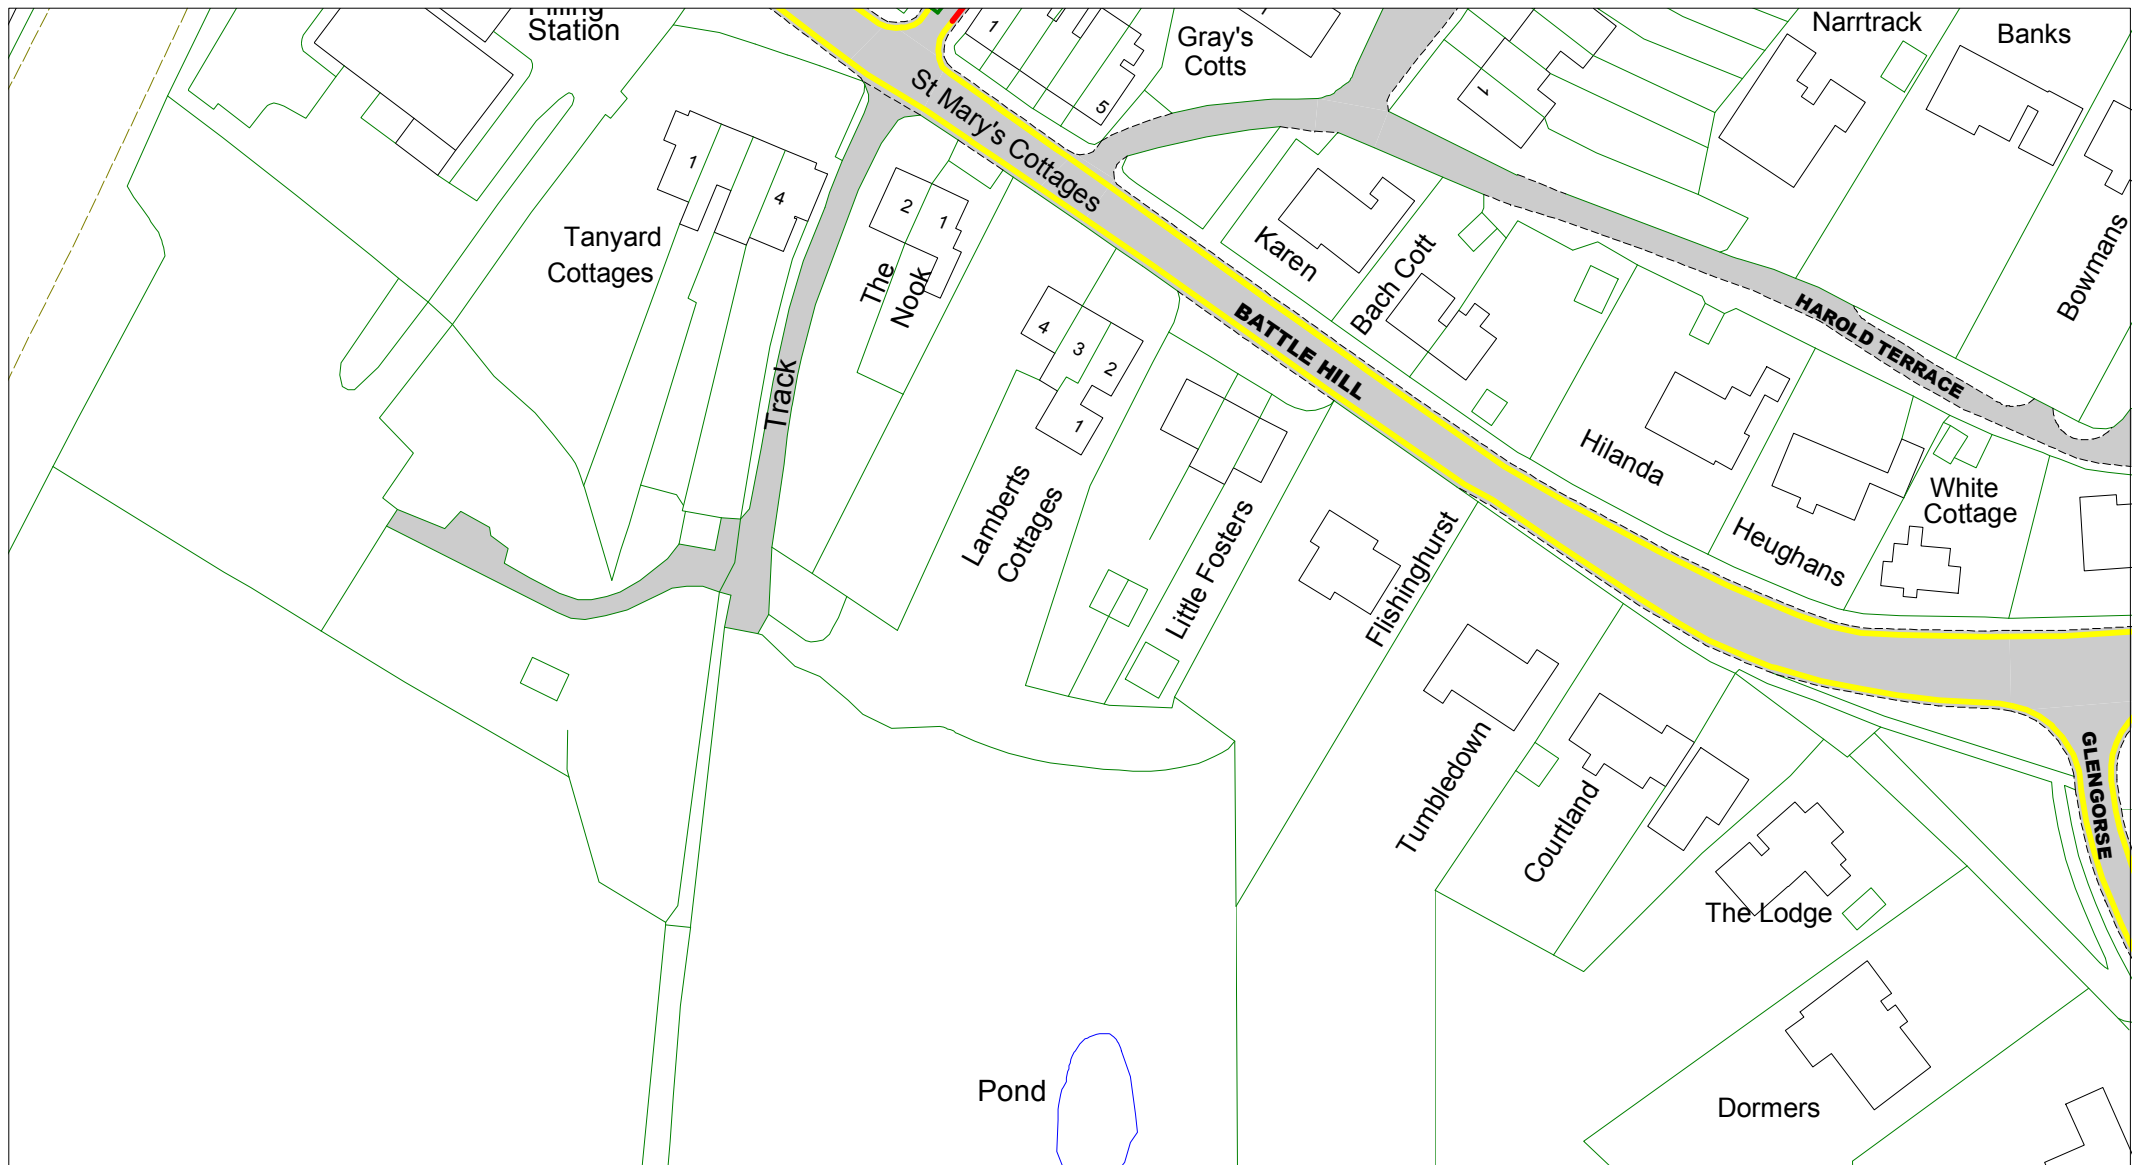 Filling
Station
1
Gray's
Cotts
5
1
Narrtrack
Banks
St Mary's Cottages
1
4
Tanyard
Cottages
2
1
The
Nook
Karen
Bach Cott
Bowmans
BATTLE HILL
HAROLD TERRACE
4
3
2
1
Track
Lamberts
Cottages
Little Fosters
Flishinghurst
Hilanda
Heughans
White
Cottage
Tumbledown
Courtland
GLENGORSE
The Lodge
Pond
Dormers